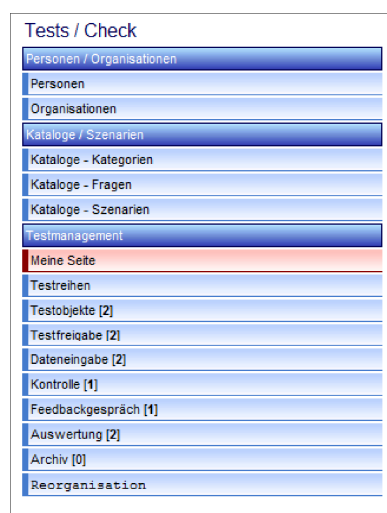 Tests / Check
Personen / Organisationen
Personen
Organisationen
Kataloge / Szenarien
Kataloge - Kategorien
Kataloge - Fragen
Kataloge - Szenarien
Testmanagement
Meine Seite
Testreihen
Testobjekte [2]
Testfreigabe [2]
Dateneingabe [2]
Kontrolle [1]
Feedbackgespräch [1]
Auswertung [2]
Archiv [0]
Reorganisation